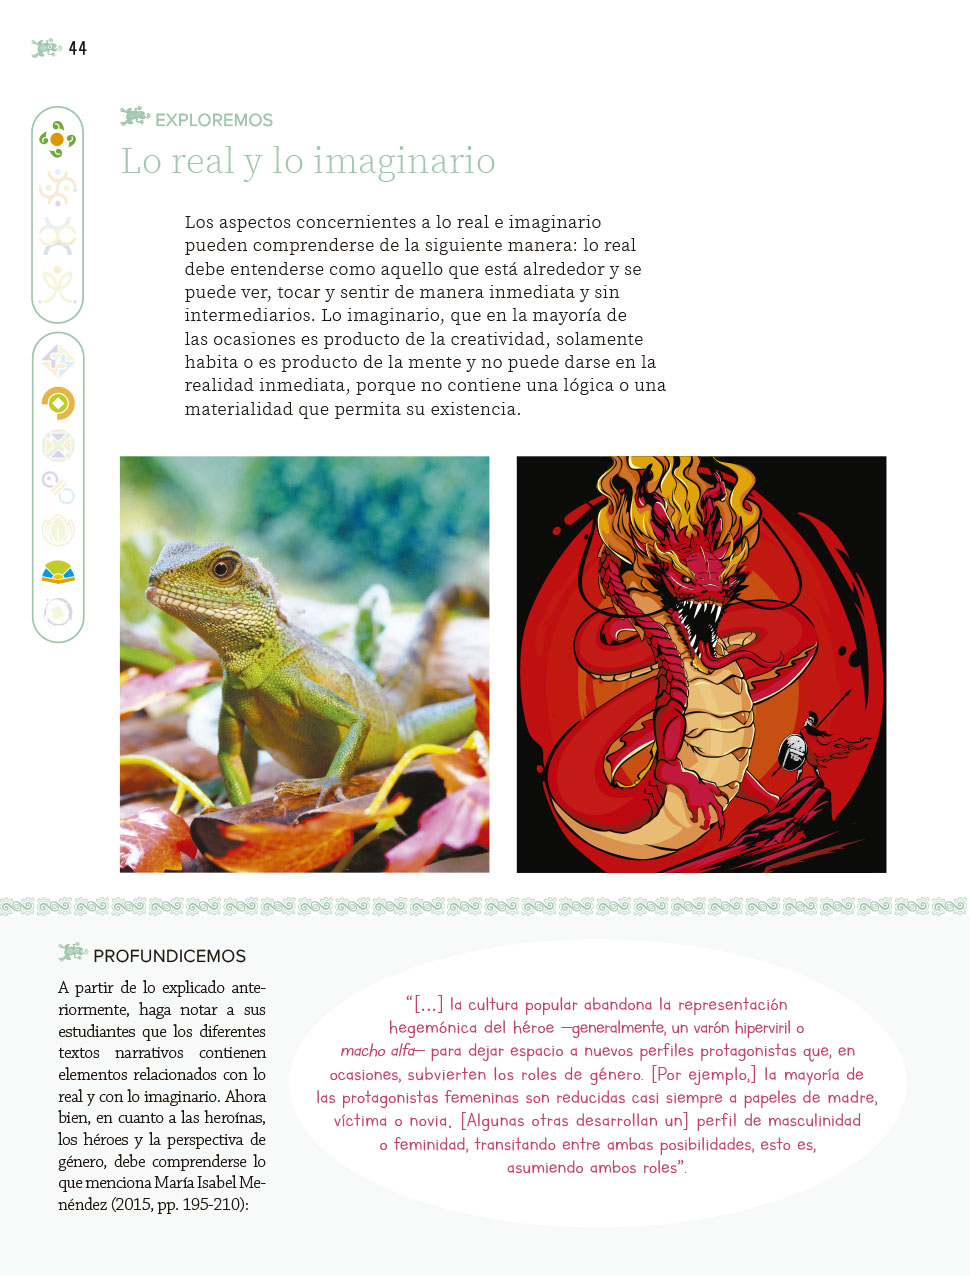 44
EXPLOREMOS
Lo real y lo imaginario
Los aspectos concernientes a lo real e imaginario
pueden comprenderse de la siguiente manera: lo real
debe entenderse como aquello que está alrededor y se
puede ver, tocar y sentir de manera inmediata y sin
intermediarios. Lo imaginario, que en la mayoría de
las ocasiones es producto de la creatividad, solamente
habita o es producto de la mente y no puede darse en la
realidad inmediata, porque no contiene una lógica o una
materialidad que permita su existencia.
PROFUNDICEMOS
A partir de lo explicado ante-
riormente, haga notar a sus
estudiantes que los diferentes
textos narrativos contienen
elementos relacionados con lo
real y con lo imaginario. Ahora
bien, en cuanto a las heroínas,
los héroes y la perspectiva de
género, debe comprenderse lo
que menciona María Isabel Me-
néndez (2015, pp. 195-210):
“[...] la cultura popular abandona la representación
hegemónica del héroe —generalmente, un varón hiperviril o
macho alfa— para dejar espacio a nuevos perfiles protagonistas que, en
ocasiones, subvierten los roles de género. [Por ejemplo,] la mayoría de
las protagonistas femeninas son reducidas casi siempre a papeles de madre,
víctima o novia. [Algunas otras desarrollan un] perfil de masculinidad
o feminidad, transitando entre ambas posibilidades, esto es,
asumiendo ambos roles”.